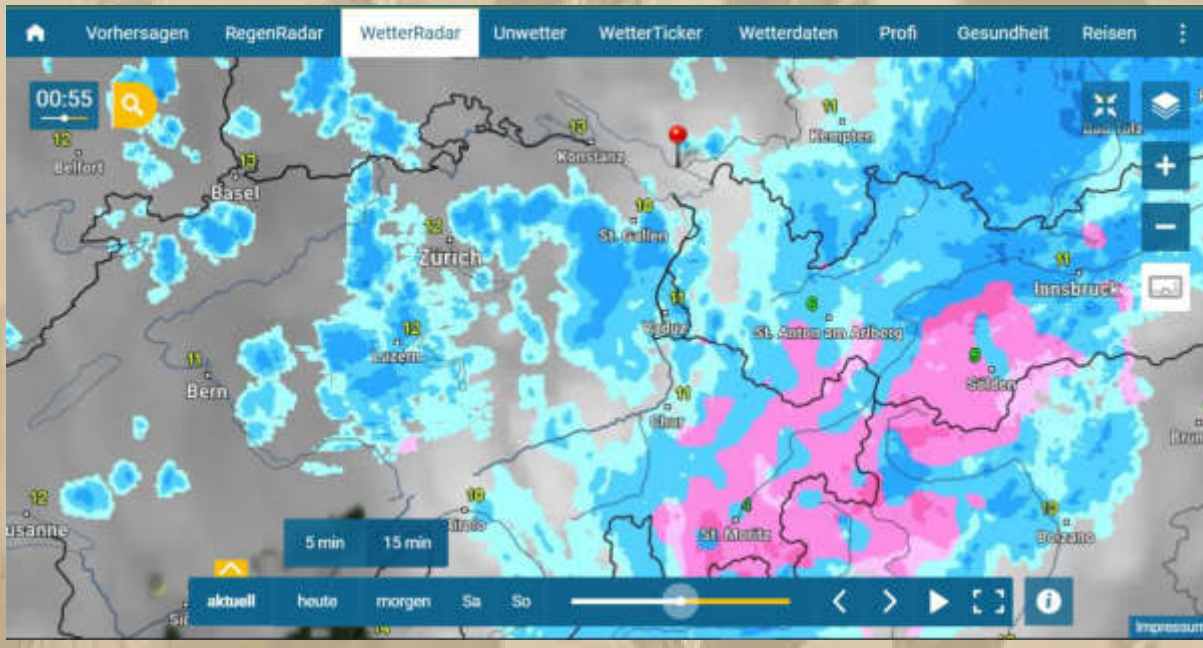 Vorhersagen RegenRadar WetterRadar Unwetter WetterTicker Wetterdaten Profi Gesundheit Reisen
00:55
11
Kempten
Bad Tölz
12
Belfort
13
Basel
13
Konstanz
12
Zürich
10
St. Gallen
11
Innsbruck
11
Vaduz
6
St. Anton am Arlberg
5
Sölden
12
Luzern
11
Bern
11
Chur
12
10
4
St. Moritz
10
Bolzano
5 min 15 min
aktuell heute morgen Sa So
Impressum